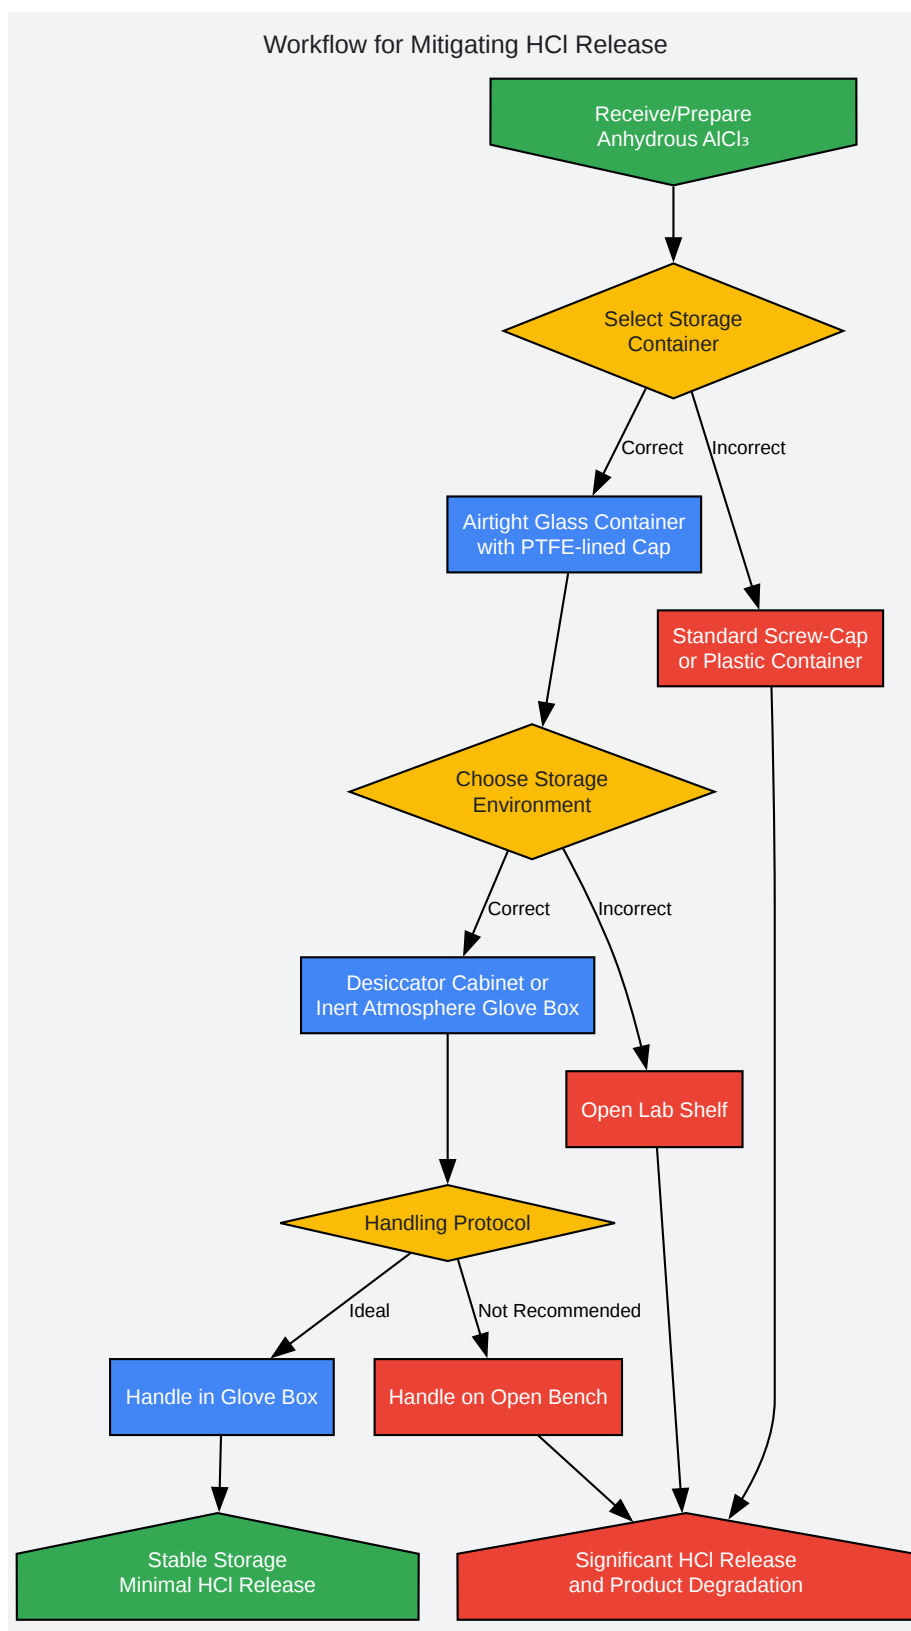 Workflow for Mitigating HCl Release
Receive/Prepare
Anhydrous AlCl₃
Select Storage
Container
Correct
Incorrect
Airtight Glass Container
with PTFE-lined Cap
Standard Screw-Cap
or Plastic Container
Choose Storage
Environment
Correct
Incorrect
Desiccator Cabinet or
Inert Atmosphere Glove Box
Open Lab Shelf
Handling Protocol
Ideal
Not Recommended
Handle in Glove Box
Handle on Open Bench
Stable Storage
Minimal HCl Release
Significant HCl Release
and Product Degradation